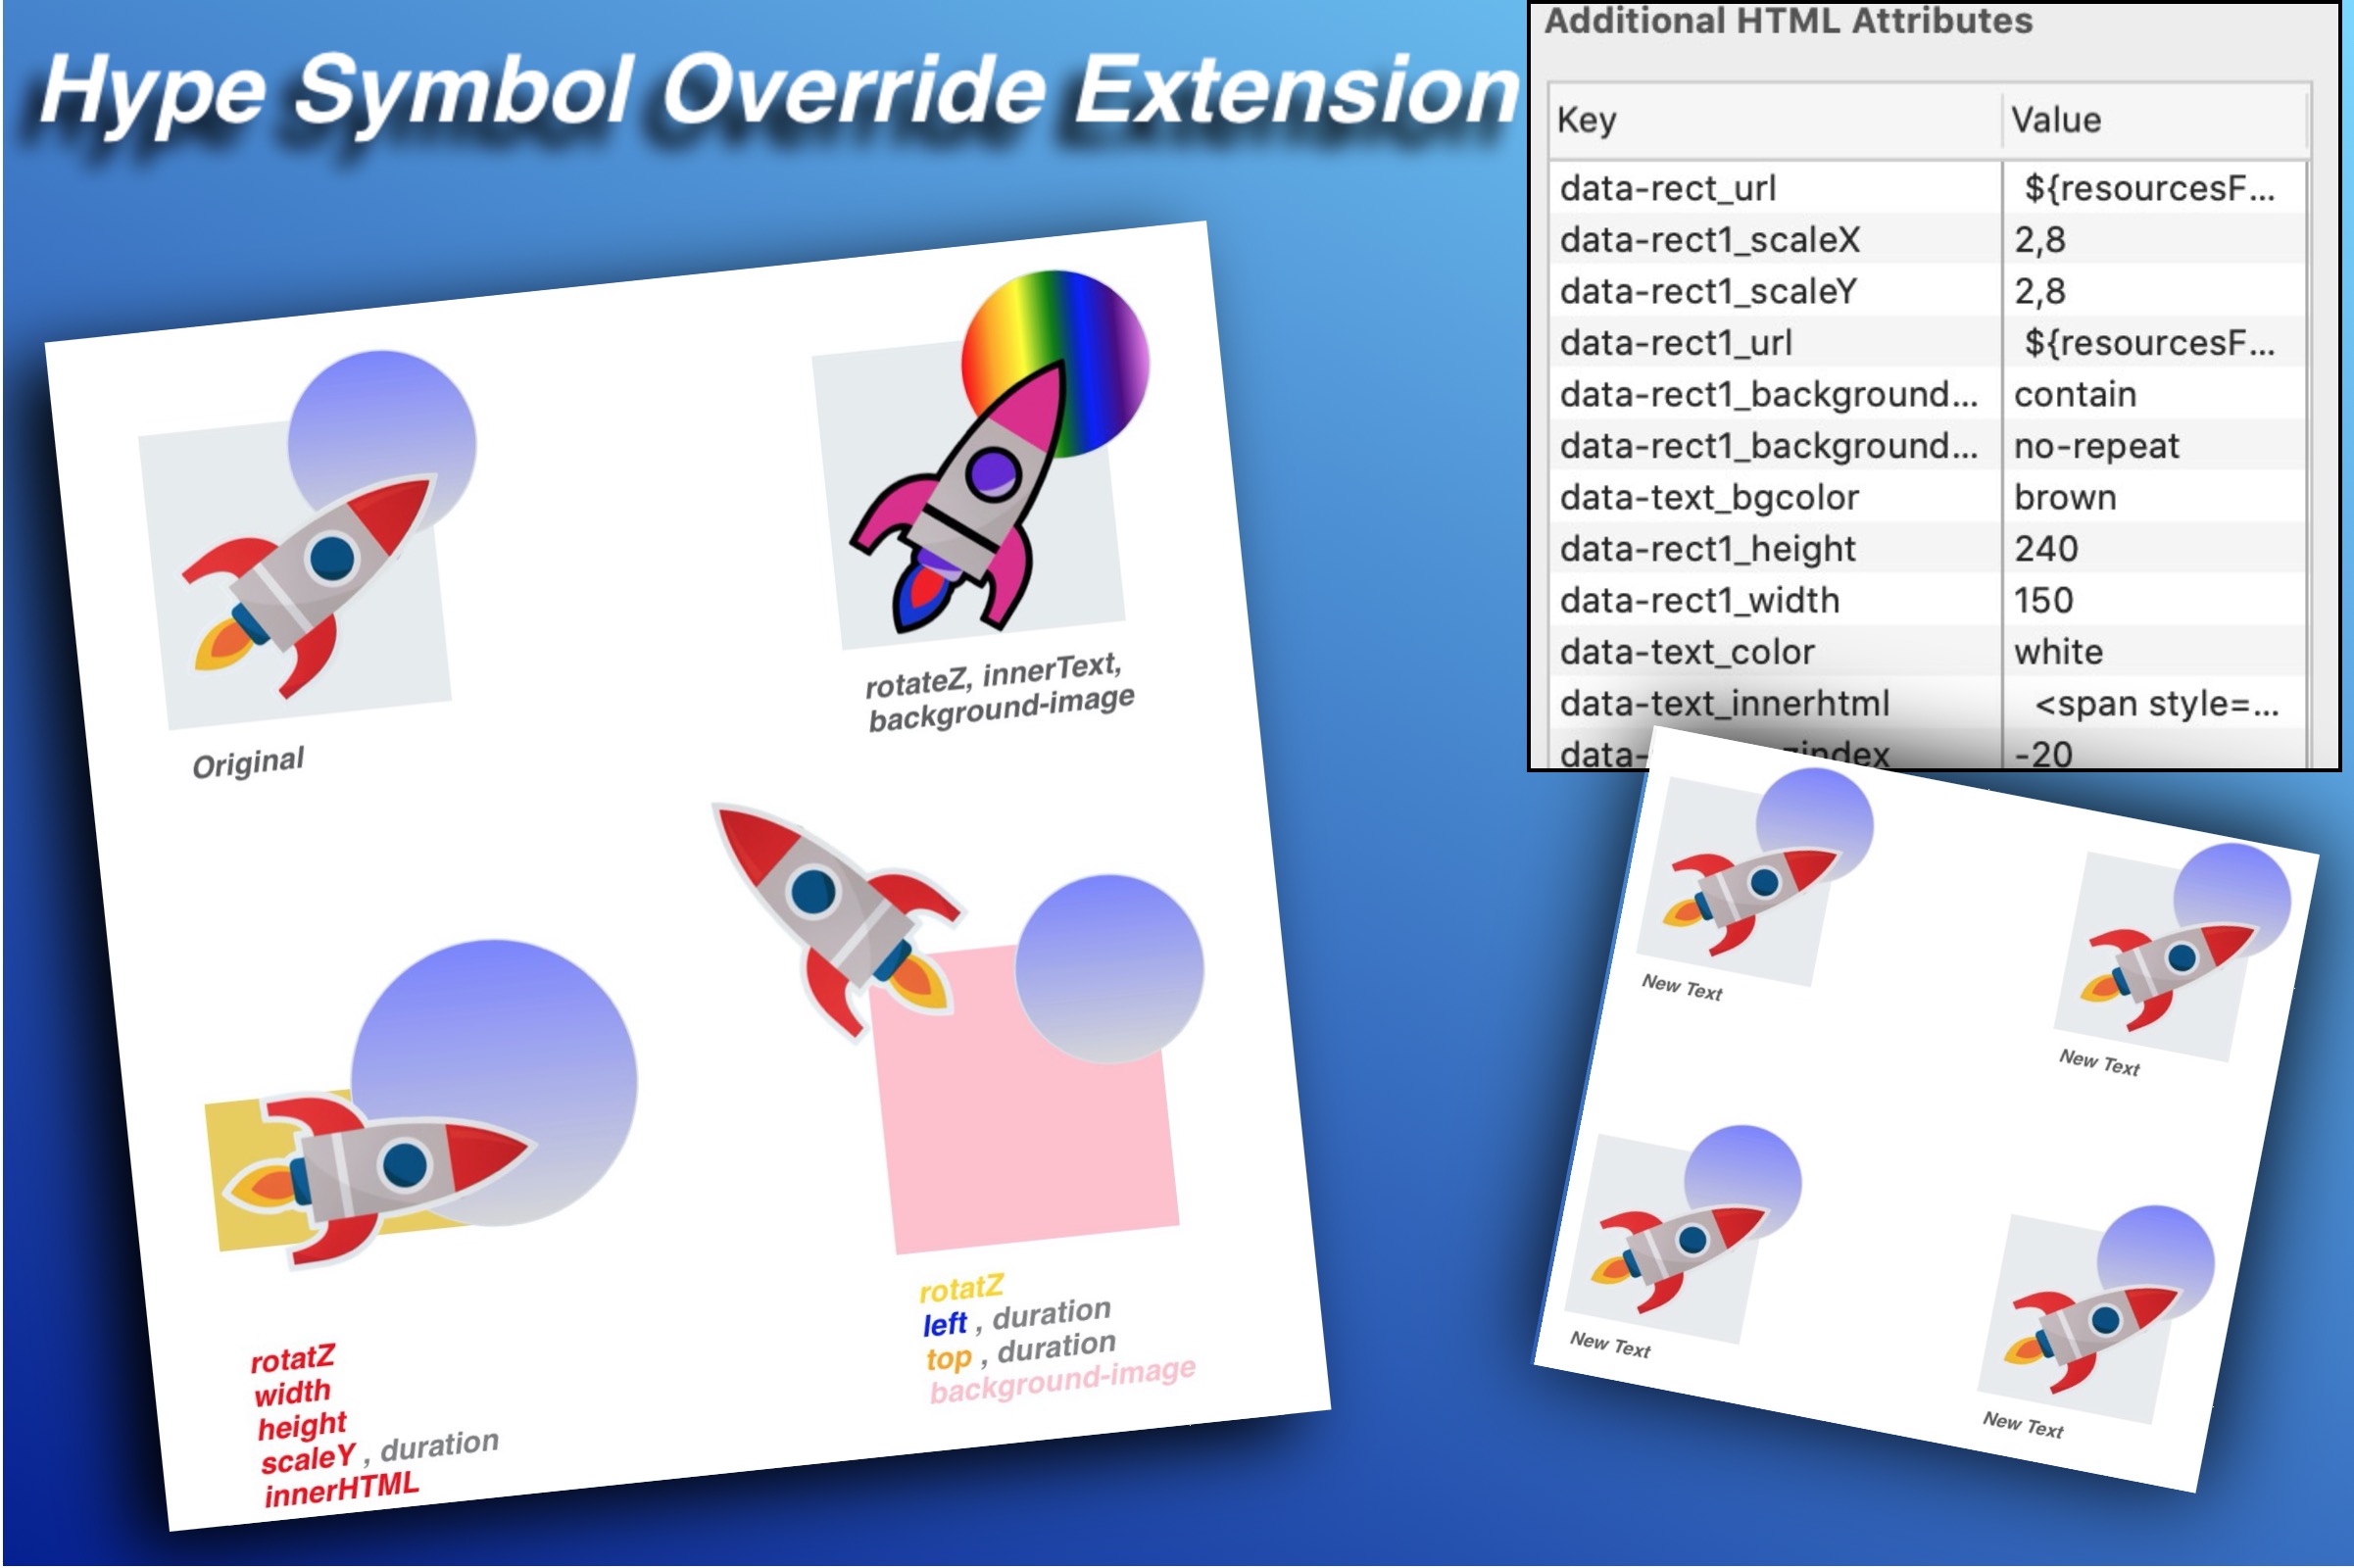 Hype Symbol Override Extension
Additional HTML Attributes
Key Value
data-rect_url ${resourcesF...
data-rect1_scaleX 2,8
data-rect1_scaleY 2,8
data-rect1_url ${resourcesF...
data-rect1_background... contain
data-rect1_background... no-repeat
data-text_bgcolor brown
data-rect1_height 240
data-rect1_width 150
data-text_color white
data-text_innerhtml <span style=...
data- zindex -20
Original
rotateZ, innerText,
background-image
rotatZ
width
height
scaleY , duration
innerHTML
rotatZ
left , duration
top , duration
background-image
New Text
New Text
New Text
New Text